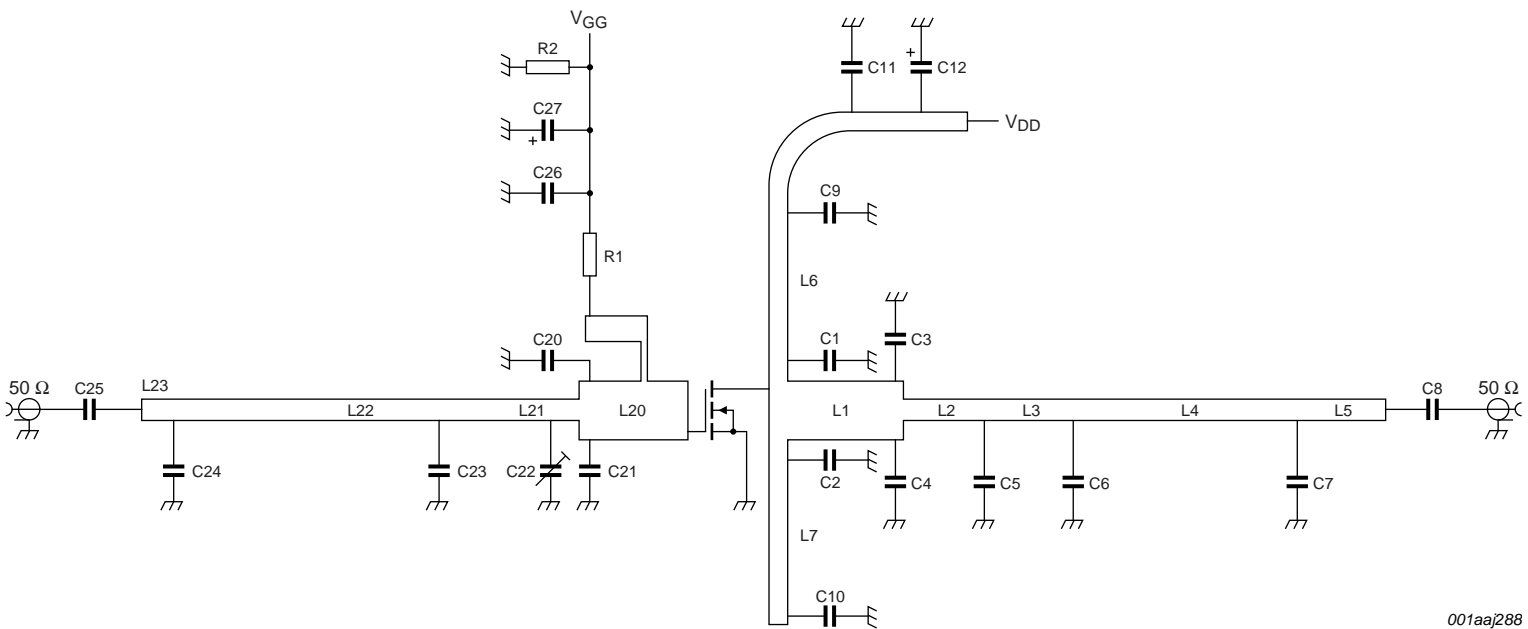 VGG
R2
C11
+
C12
C27
+
VDD
C26
C9
R1
L6
C20
C1
C3
50 Ω
C25
L23
L22
L21
L20
L1
L2
L3
L4
L5
C8
50 Ω
C24
C23
C22
C21
C2
C4
C5
C6
C7
L7
C10
001aaj288